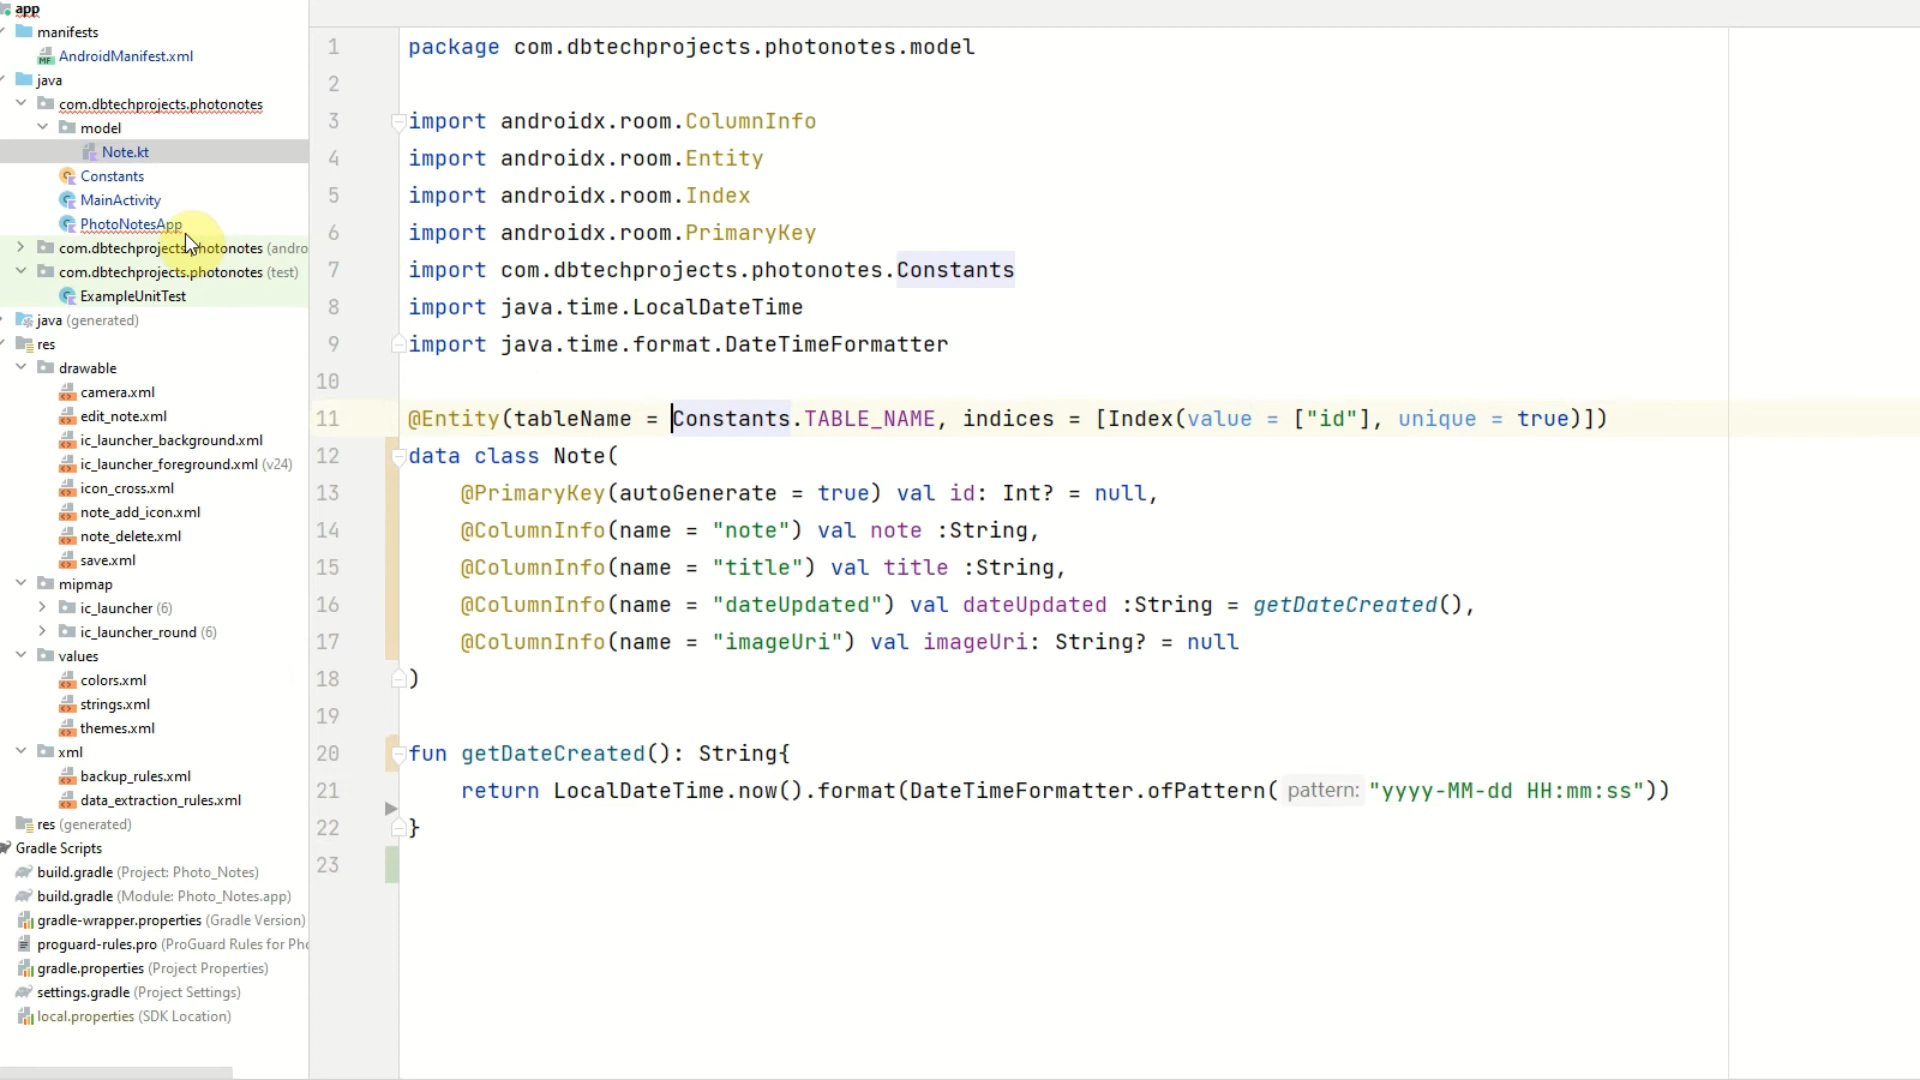 app
manifests
AndroidManifest.xml
java
com.dbtechprojects.photonotes
model
Note.kt
Constants
MainActivity
PhotoNotesApp
com.dbtechprojects.photonotes (andro
com.dbtechprojects.photonotes (test)
ExampleUnitTest
java (generated)
res
drawable
camera.xml
edit_note.xml
ic_launcher_background.xml
ic_launcher_foreground.xml (v24)
icon_cross.xml
note_add_icon.xml
note_delete.xml
save.xml
mipmap
ic_launcher (6)
ic_launcher_round (6)
values
colors.xml
strings.xml
themes.xml
xml
backup_rules.xml
data_extraction_rules.xml
res (generated)
Gradle Scripts
build.gradle (Project: Photo_Notes)
build.gradle (Module: Photo_Notes.app)
gradle-wrapper.properties (Gradle Version)
proguard-rules.pro (ProGuard Rules for Pho
gradle.properties (Project Properties)
settings.gradle (Project Settings)
local.properties (SDK Location)
1 package com.dbtechprojects.photonotes.model
2
3 import androidx.room.ColumnInfo
4 import androidx.room.Entity
5 import androidx.room.Index
6 import androidx.room.PrimaryKey
7 import com.dbtechprojects.photonotes.Constants
8 import java.time.LocalDateTime
9 import java.time.format.DateTimeFormatter
10
11 @Entity(tableName = Constants.TABLE_NAME, indices = [Index(value = ["id"], unique = true)])
12 data class Note(
13 @PrimaryKey(autoGenerate = true) val id: Int? = null,
14 @ColumnInfo(name = "note") val note :String,
15 @ColumnInfo(name = "title") val title :String,
16 @ColumnInfo(name = "dateUpdated") val dateUpdated :String = getDateCreated(),
17 @ColumnInfo(name = "imageUri") val imageUri: String? = null
18 )
19
20 fun getDateCreated(): String{
21 return LocalDateTime.now().format(DateTimeFormatter.ofPattern( pattern: "yyyy-MM-dd HH:mm:ss"))
22 }
23